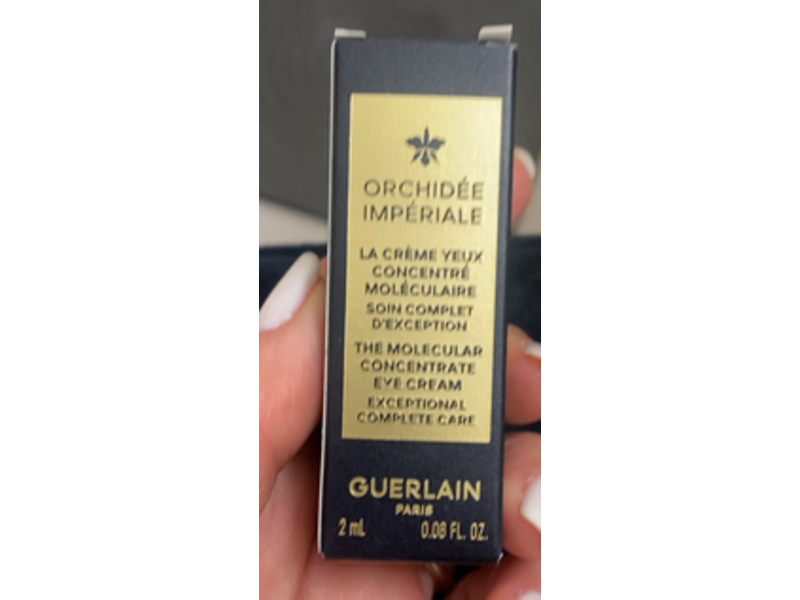 ORCHIDÉE
IMPÉRIALE
LA CRÈME YEUX
CONCENTRÉ
MOLÉCULAIRE
SOIN COMPLET
D'EXCEPTION
THE MOLECULAR
CONCENTRATE
EYE CREAM
EXCEPTIONAL
COMPLETE CARE
GUERLAIN
PARIS
2 mL 0.08 FL. OZ.